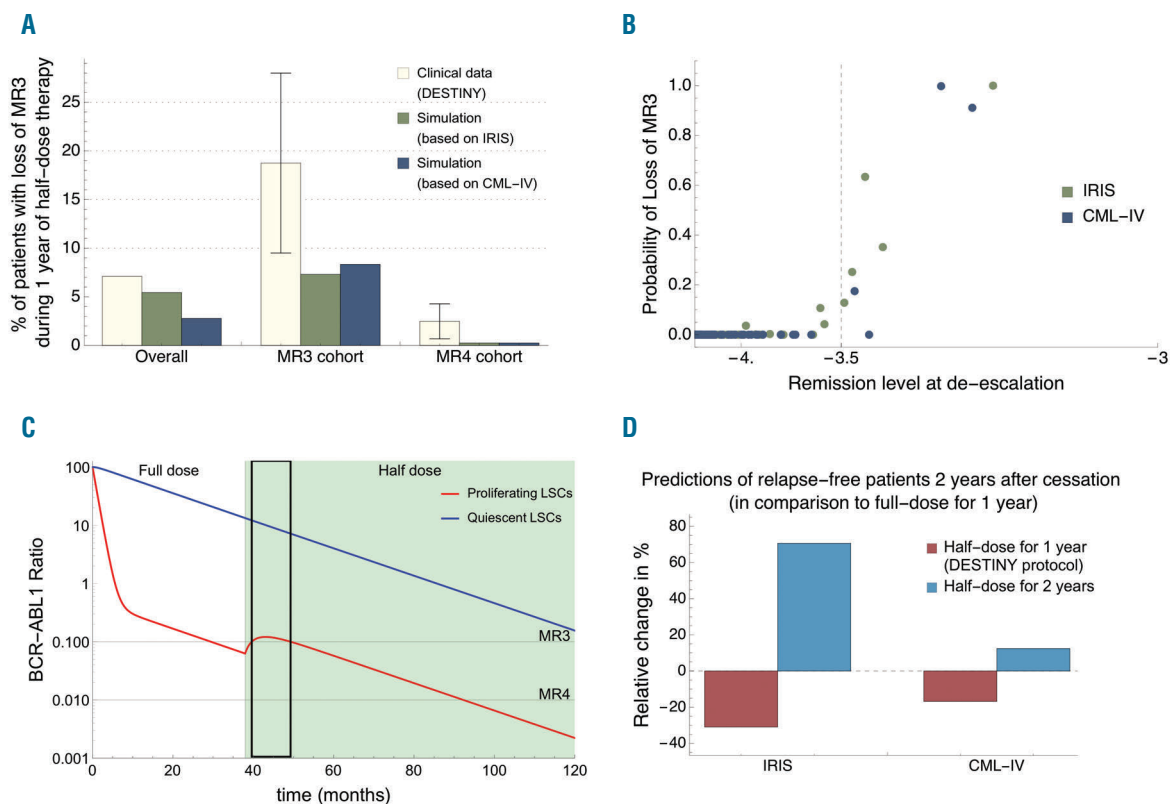 A
% of patients with loss of MR3
during 1 year of half-dose therapy
25
20
15
10
5
0
Clinical data
(DESTINY)
Simulation
(based on IRIS)
Simulation
(based on CML-IV)
Overall
MR3 cohort
MR4 cohort
B
Probability of Loss of MR3
1.0
0.8
0.6
0.4
0.2
0.0
IRIS
CML-IV
-4.
-3.5
-3
Remission level at de-escalation
C
BCR-ABL1 Ratio
100
10
1
0.100
0.010
0.001
Full dose
Half dose
Proliferating LSCs
Quiescent LSCs
MR3
MR4
0
20
40
60
80
100
120
time (months)
D
Predictions of relapse-free patients 2 years after cessation
(in comparison to full-dose for 1 year)
Relative change in %
80
60
40
20
0
-20
-40
Half-dose for 1 year
(DESTINY protocol)
Half-dose for 2 years
IRIS
CML-IV